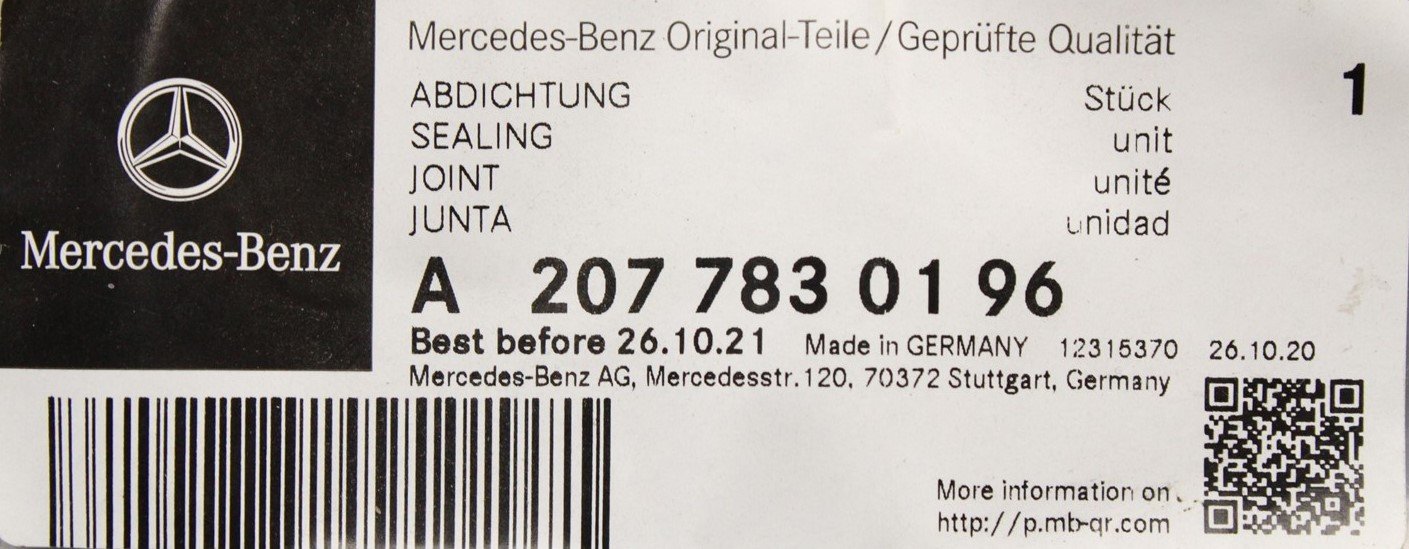 Mercedes-Benz
Mercedes-Benz Original-Teile/Geprüfte Qualität
ABDICHTUNG Stück 1
SEALING unit
JOINT unité
JUNTA unidad
A 207 783 01 96
Best before 26.10.21 Made in GERMANY 12315370 26.10.20
Mercedes-Benz AG, Mercedesstr.120, 70372 Stuttgart, Germany
More information on
http://p.mb-qr.com